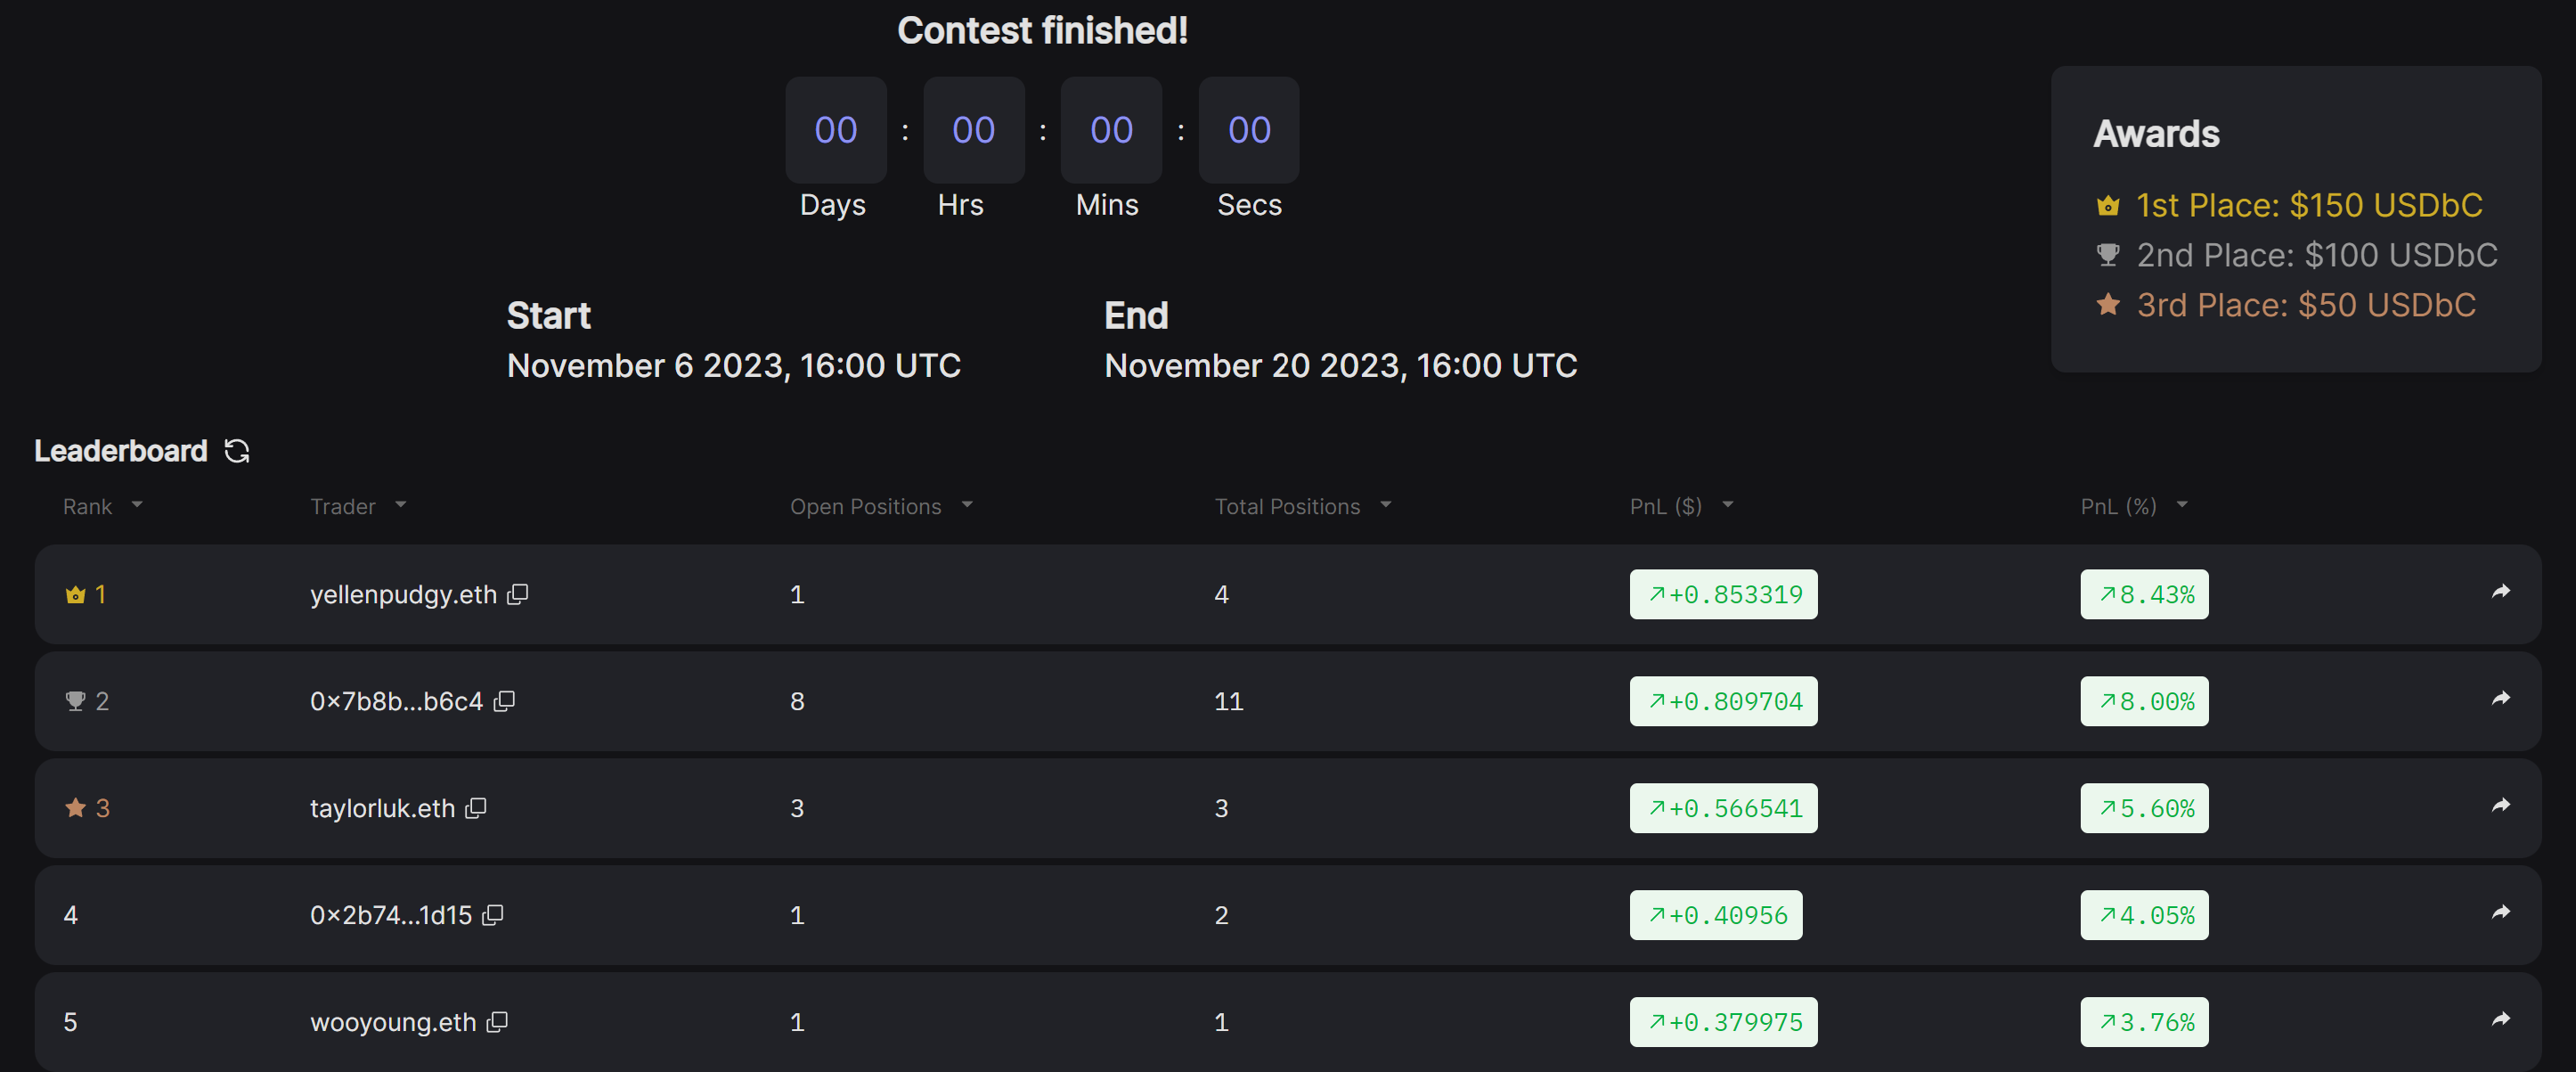 Contest finished!
00 : 00 : 00 : 00
Days Hrs Mins Secs
Start
November 6 2023, 16:00 UTC
End
November 20 2023, 16:00 UTC
Awards
1st Place: $150 USDbC
2nd Place: $100 USDbC
3rd Place: $50 USDbC
Leaderboard
Rank Trader Open Positions Total Positions PnL ($) PnL (%)
1 yellenpudgy.eth 1 4 +0.853319 8.43%
2 0×7b8b...b6c4 8 11 +0.809704 8.00%
3 taylorluk.eth 3 3 +0.566541 5.60%
4 0×2b74...1d15 1 2 +0.40956 4.05%
5 wooyoung.eth 1 1 +0.379975 3.76%